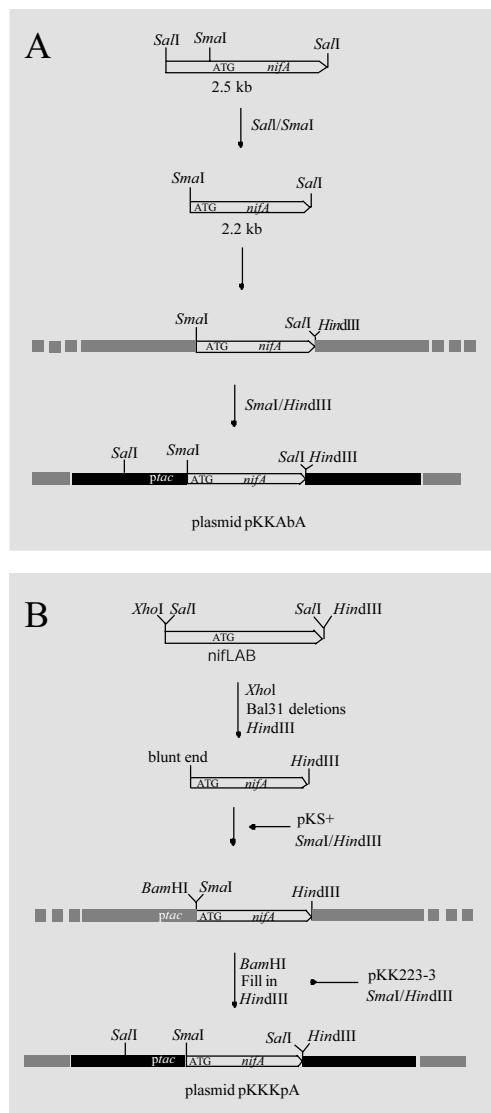 A
SalI SmaI SalI
ATG nifA
2.5 kb
SalI/SmaI
SmaI SalI
ATG nifA
2.2 kb
SmaI SalI HindIII
ATG nifA
SmaI/HindIII
SalI SmaI SalI HindIII
ptac ATG nifA
plasmid pKKAbA
B
XhoI SalI SalI HindIII
ATG
nifLAB
XhoI
Bal31 deletions
HindIII
blunt end HindIII
ATG nifA
pKS+
SmaI/HindIII
BamHI SmaI HindIII
ptac ATG nifA
BamHI
Fill in
HindIII
pKK223-3
SmaI/HindIII
SalI SmaI SalI HindIII
ptac ATG nifA
plasmid pKKKpA